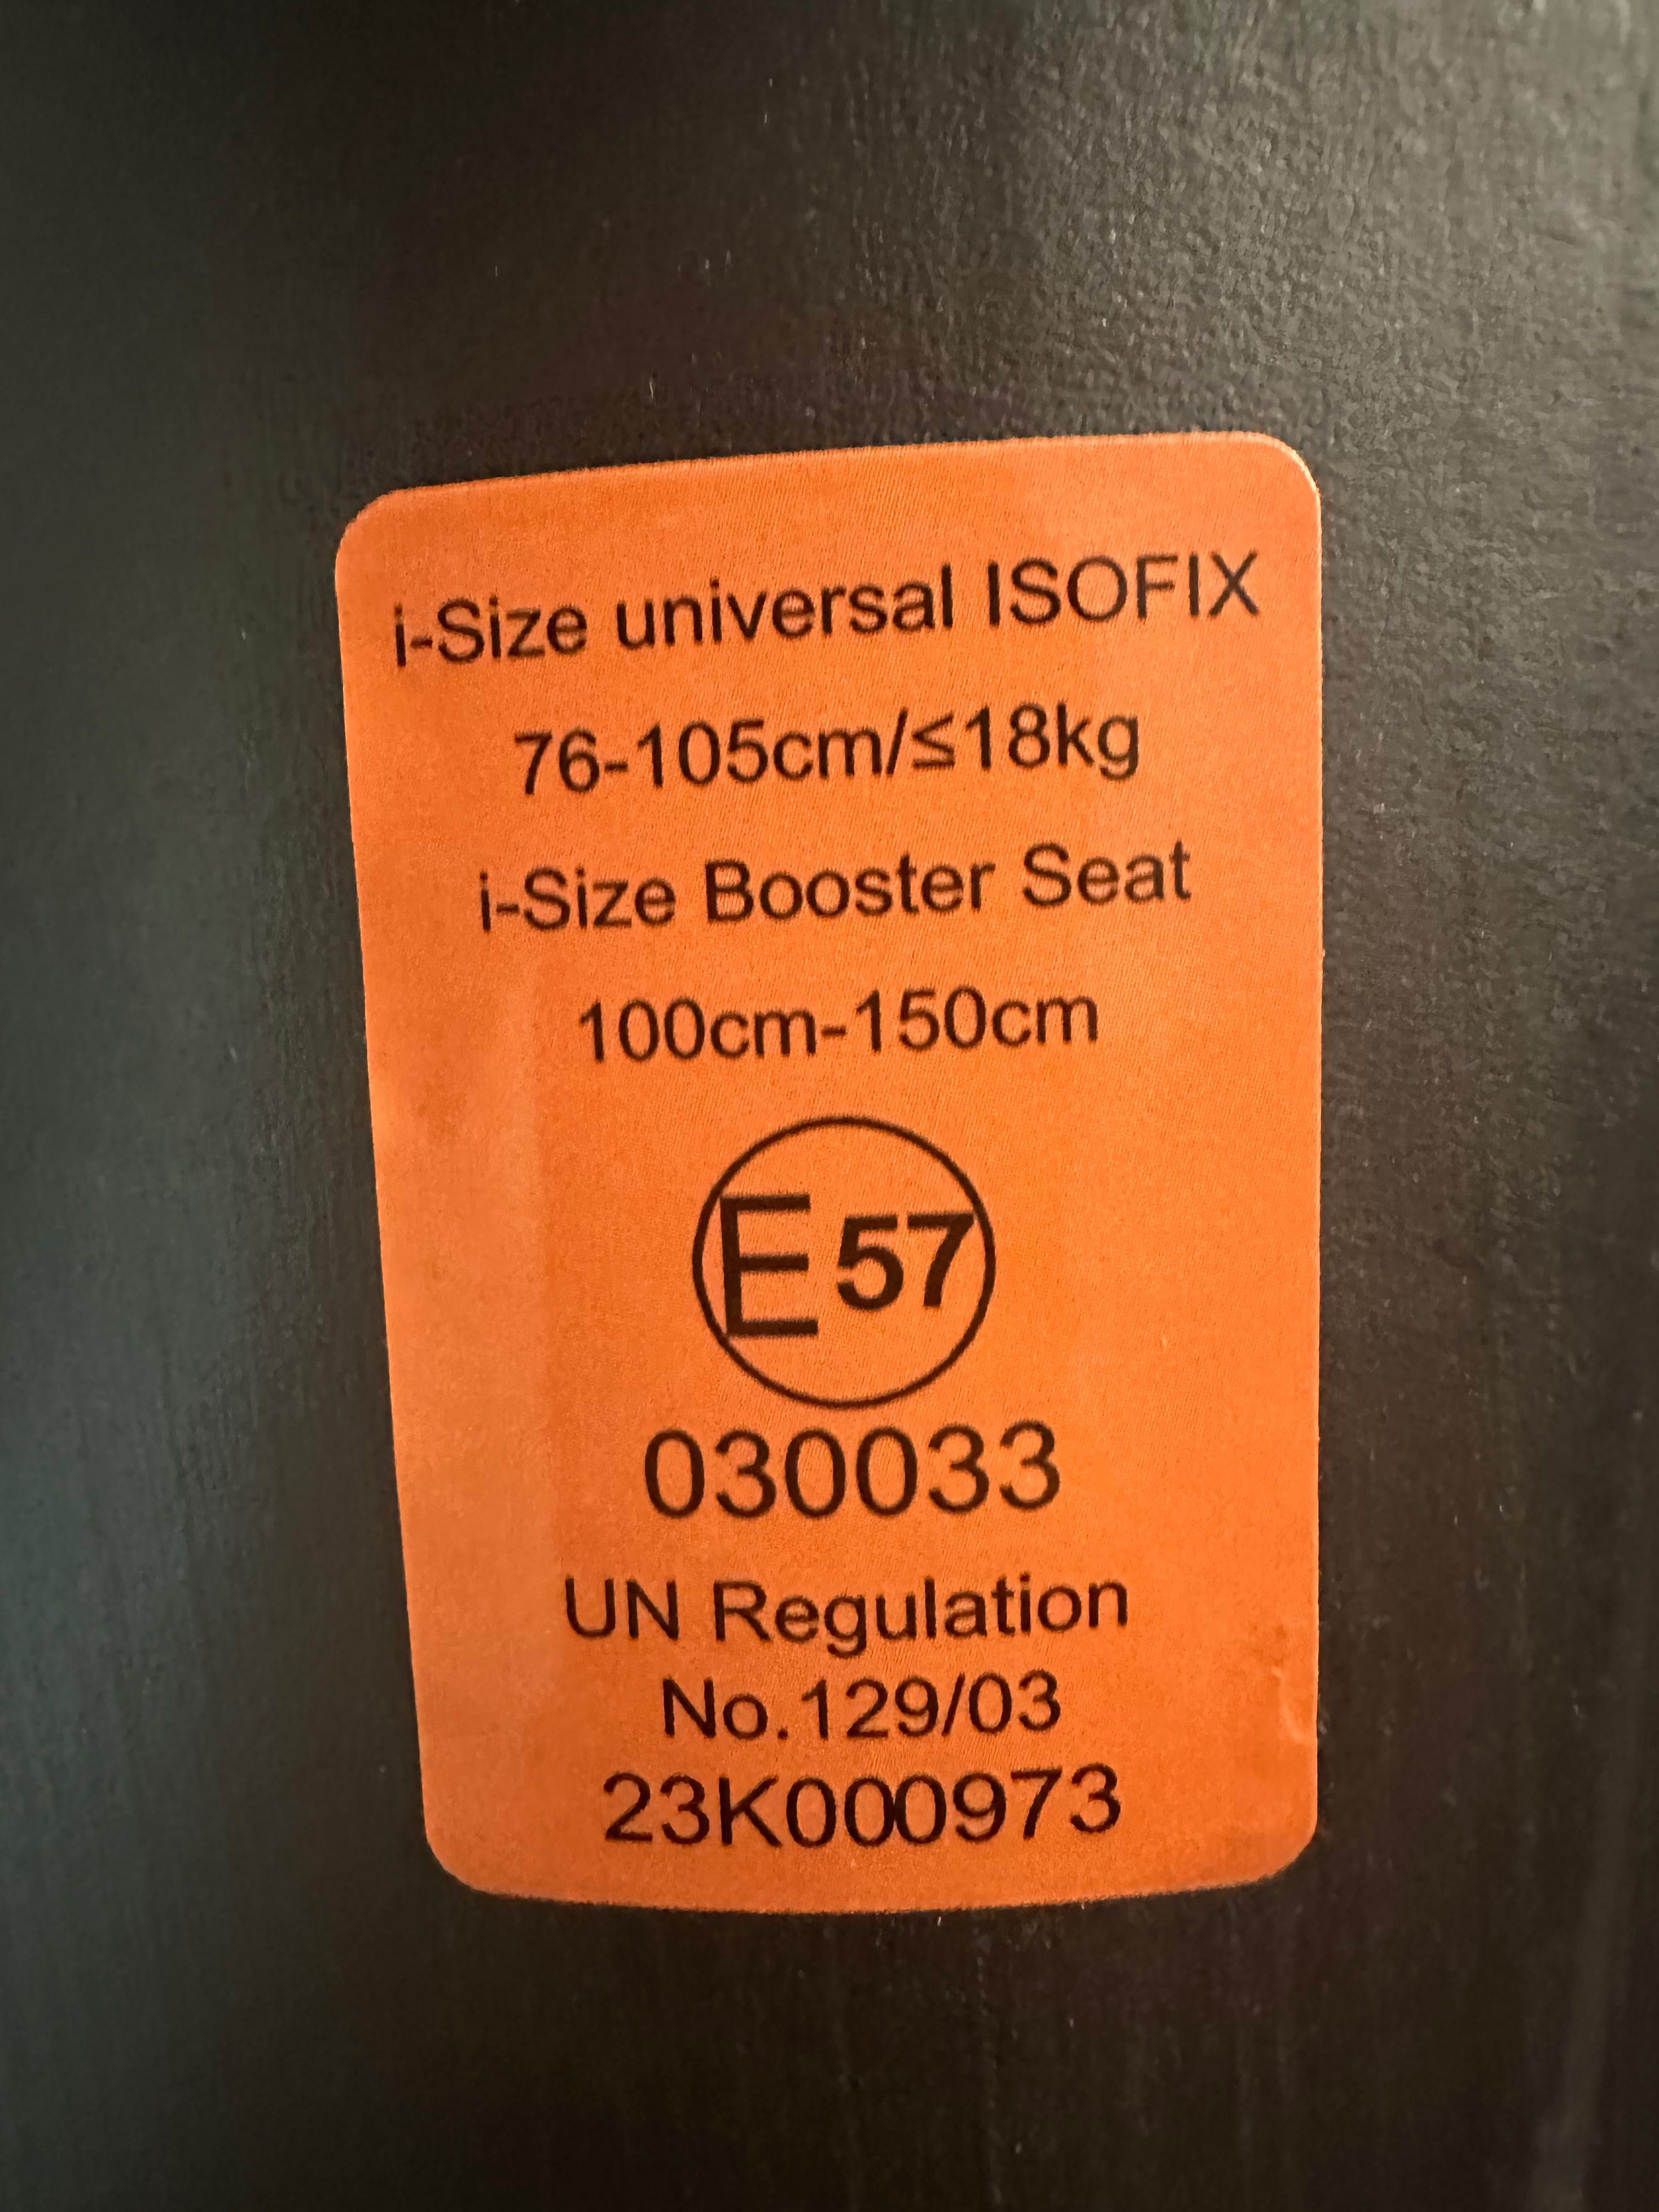 i-Size universal ISOFIX
76-105cm/≤18kg
i-Size Booster Seat
100cm-150cm
E 57
030033
UN Regulation
No.129/03
23K000973